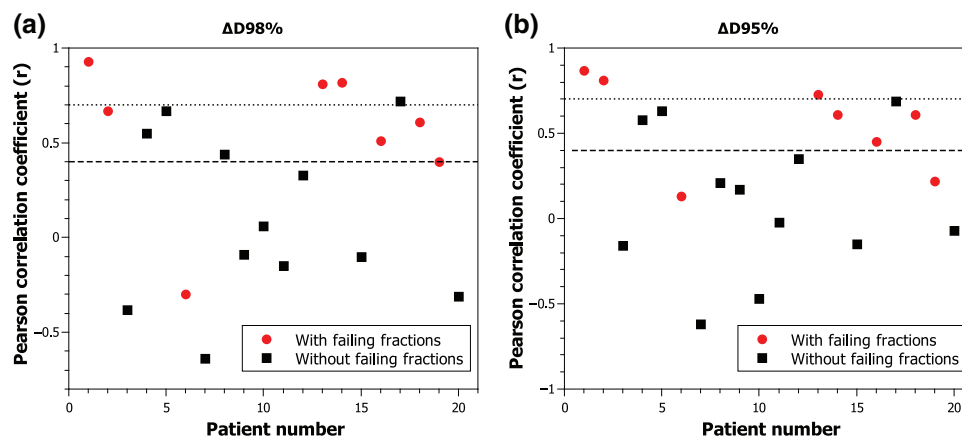 (a)
ΔD98%
Pearson correlation coefficient (r)
1
0.5
0
−0.5
With failing fractions
Without failing fractions
0 5 10 15 20
Patient number
(b)
ΔD95%
Pearson correlation coefficient (r)
1
0.5
0
−0.5
−1
With failing fractions
Without failing fractions
0 5 10 15 20
Patient number